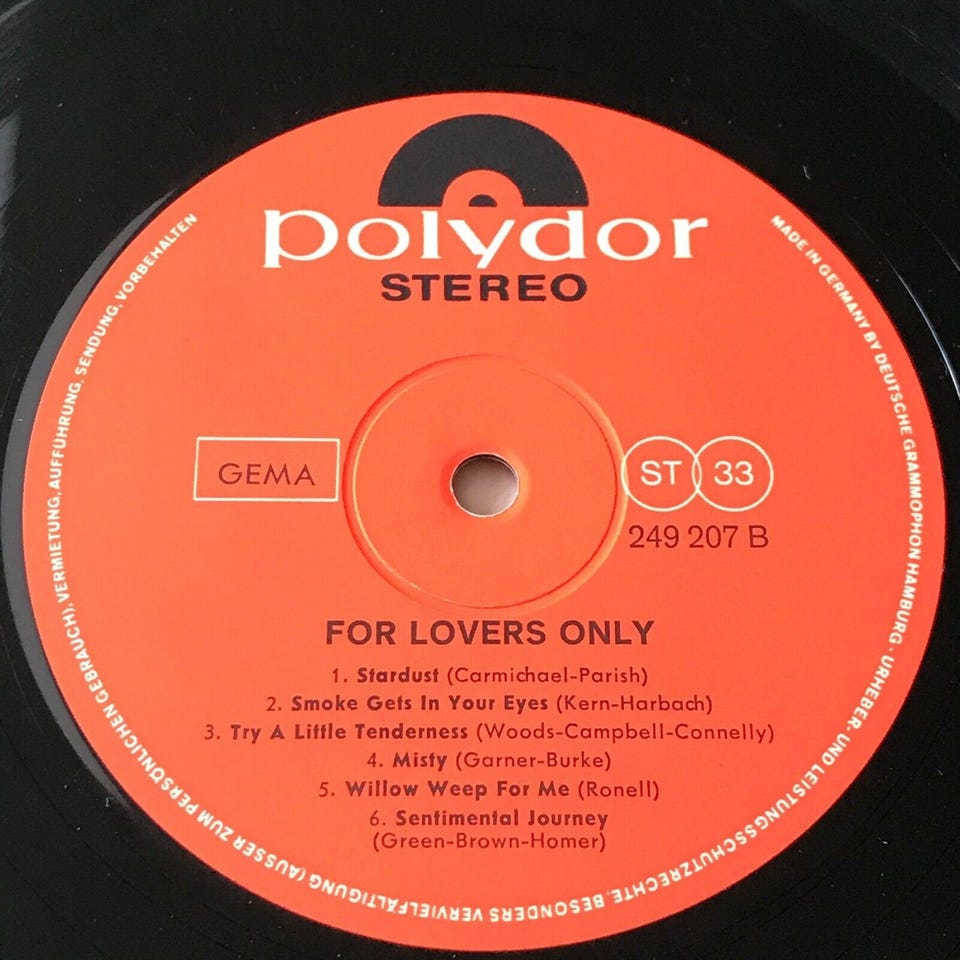 polydor
STEREO
GEMA
ST 33
249 207 B
FOR LOVERS ONLY
1. Stardust (Carmichael-Parish)
2. Smoke Gets In Your Eyes (Kern-Harbach)
3. Try A Little Tenderness (Woods-Campbell-Connelly)
4. Misty (Garner-Burke)
5. Willow Weep For Me (Ronell)
6. Sentimental Journey
(Green-Brown-Homer)
MADE IN GERMANY BY DEUTSCHE GRAMMOPHON HAMBURG · URHEBER- UND LEISTUNGSSCHUTZRECHTE, BESONDERS VERVIELFÄLTIGUNG (AUSSER ZUM PERSÖNLICHEN GEBRAUCH), VERMIETUNG, AUFFÜHRUNG, SENDUNG, VORBEHALTEN